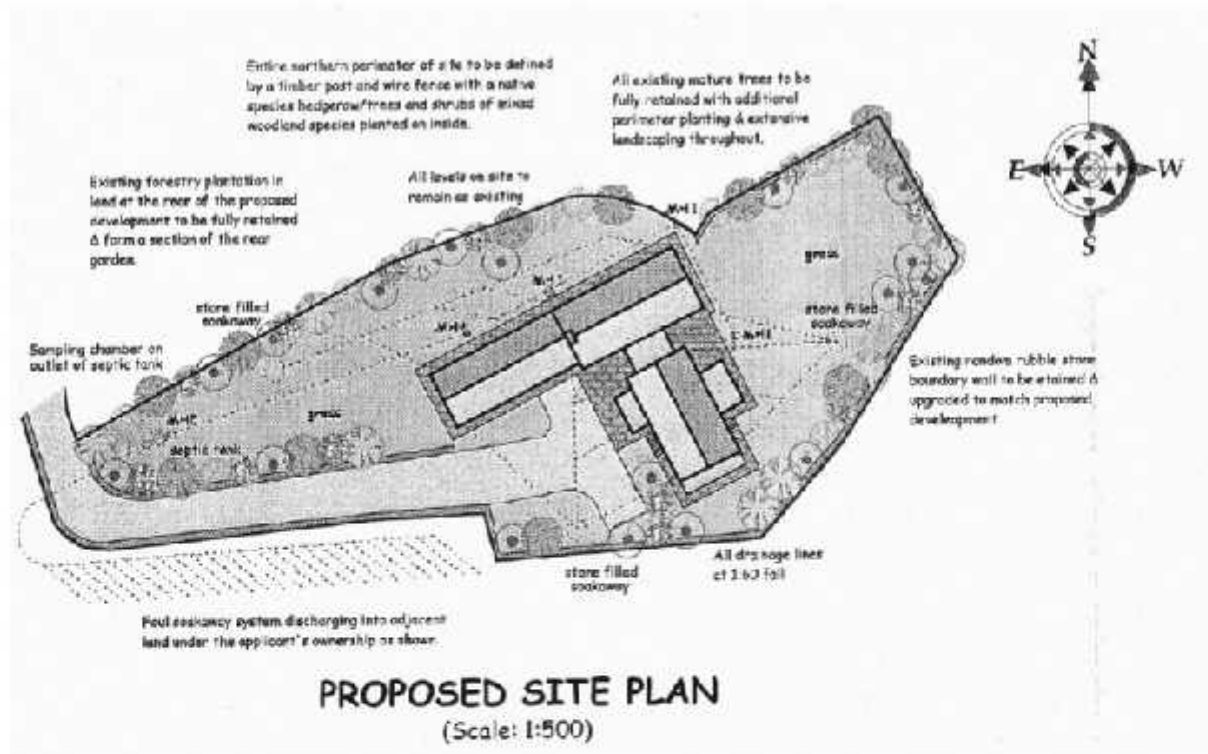 Entire northern perimeter of site to be defined
by a timber post and wire fence with a native
species hedgerow/trees and shrubs of mixed
woodland species planted on inside.
All existing mature trees to be
fully retained with additional
perimeter planting & extensive
landscaping throughout.
N
E
W
S
Existing forestry plantation in
land at the rear of the proposed
development to be fully retained
& form a section of the rear
garden.
All levels on site to
remain as existing
grass
stone filled
soakaway
stone filled
soakaway
Sampling chamber on
outlet of septic tank
Existing random rubble stone
boundary wall to be etained &
upgraded to match proposed
development
grass
septic tank
All drainage lines
at 1:60 fall
stone filled
soakaway
Foul soakaway system discharging into adjacent
land under the applicant's ownership as shown.
PROPOSED SITE PLAN
(Scale: 1:500)